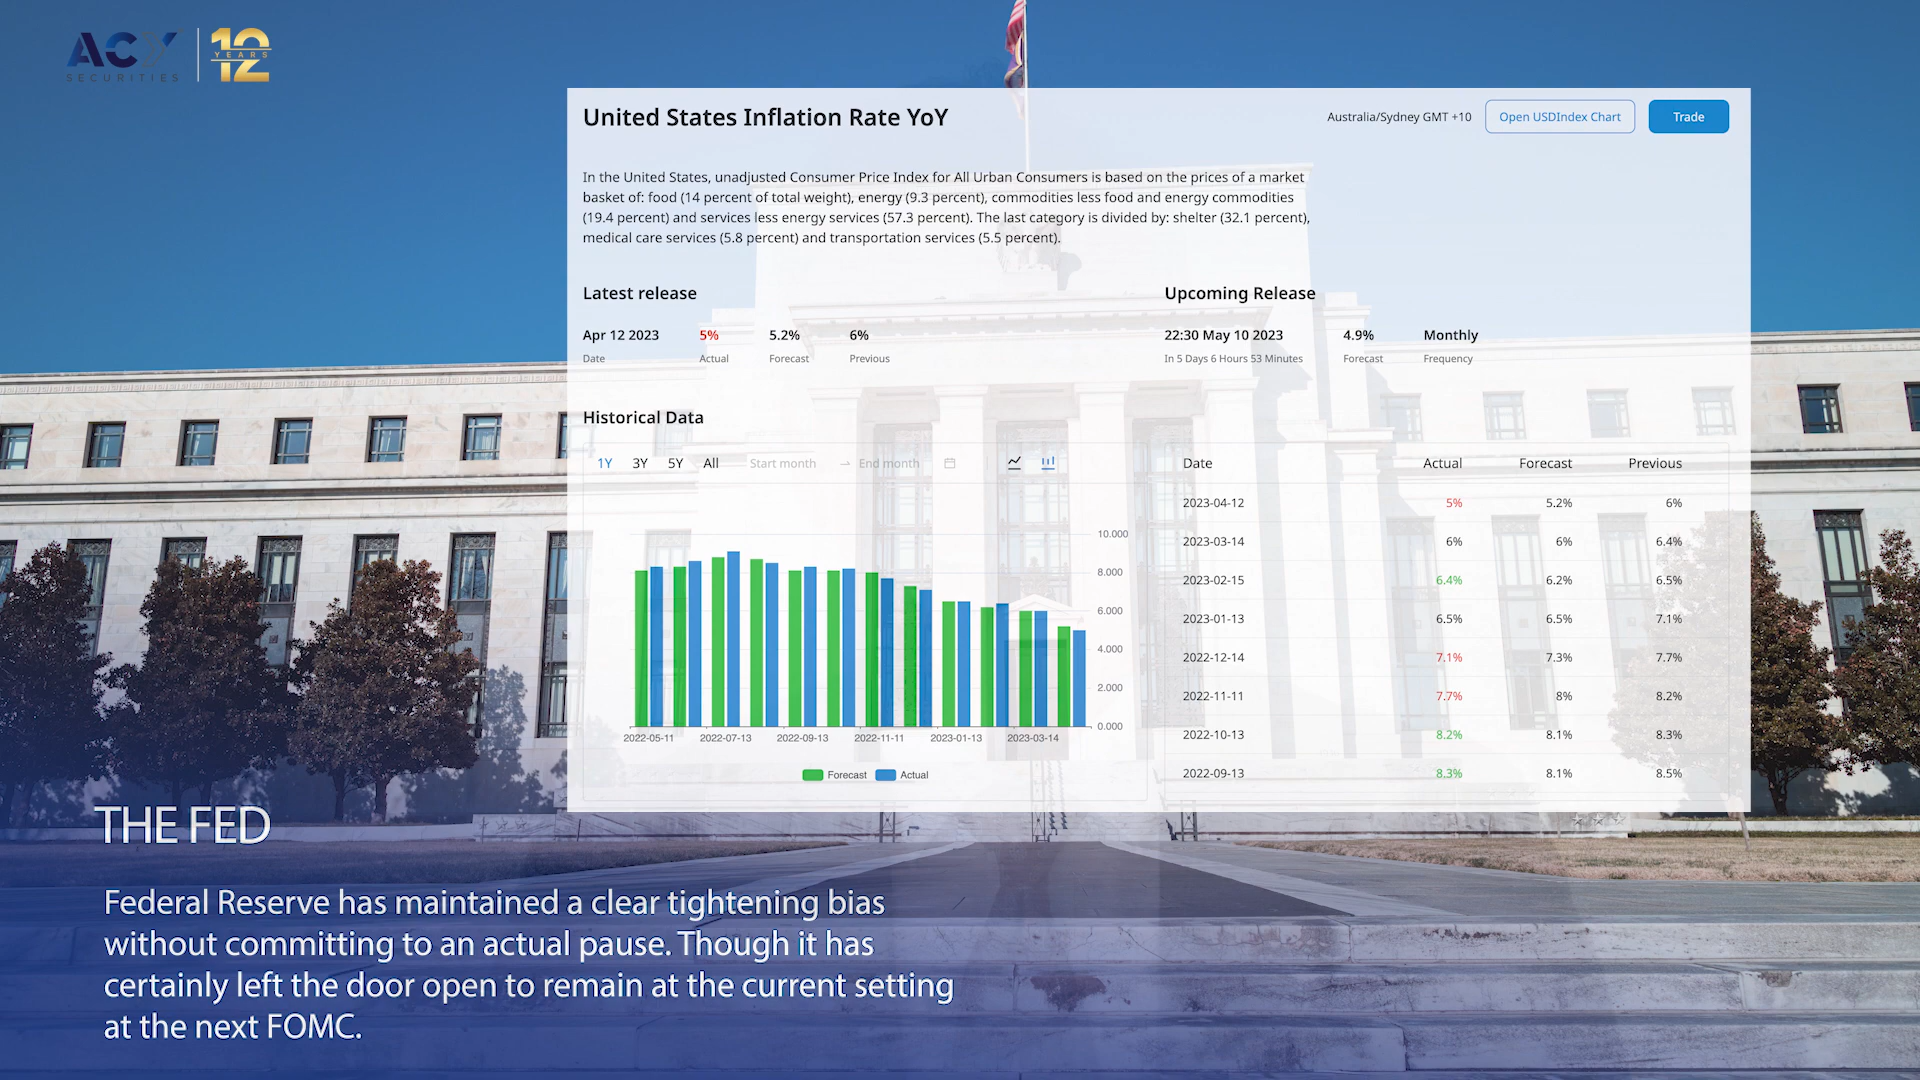 ACY
SECURITIES
12
YEARS
United States Inflation Rate YoY
Australia/Sydney GMT +10
Open USDIndex Chart
Trade
In the United States, unadjusted Consumer Price Index for All Urban Consumers is based on the prices of a market
basket of: food (14 percent of total weight), energy (9.3 percent), commodities less food and energy commodities
(19.4 percent) and services less energy services (57.3 percent). The last category is divided by: shelter (32.1 percent),
medical care services (5.8 percent) and transportation services (5.5 percent).
Latest release
Apr 12 2023 5% 5.2% 6%
Date Actual Forecast Previous
Upcoming Release
22:30 May 10 2023 4.9% Monthly
In 5 Days 6 Hours 53 Minutes Forecast Frequency
Historical Data
1Y 3Y 5Y All Start month → End month
10.000
8.000
6.000
4.000
2.000
0.000
2022-05-11 2022-07-13 2022-09-13 2022-11-11 2023-01-13 2023-03-14
Forecast Actual
Date Actual Forecast Previous
2023-04-12 5% 5.2% 6%
2023-03-14 6% 6% 6.4%
2023-02-15 6.4% 6.2% 6.5%
2023-01-13 6.5% 6.5% 7.1%
2022-12-14 7.1% 7.3% 7.7%
2022-11-11 7.7% 8% 8.2%
2022-10-13 8.2% 8.1% 8.3%
2022-09-13 8.3% 8.1% 8.5%
THE FED
Federal Reserve has maintained a clear tightening bias
without committing to an actual pause. Though it has
certainly left the door open to remain at the current setting
at the next FOMC.